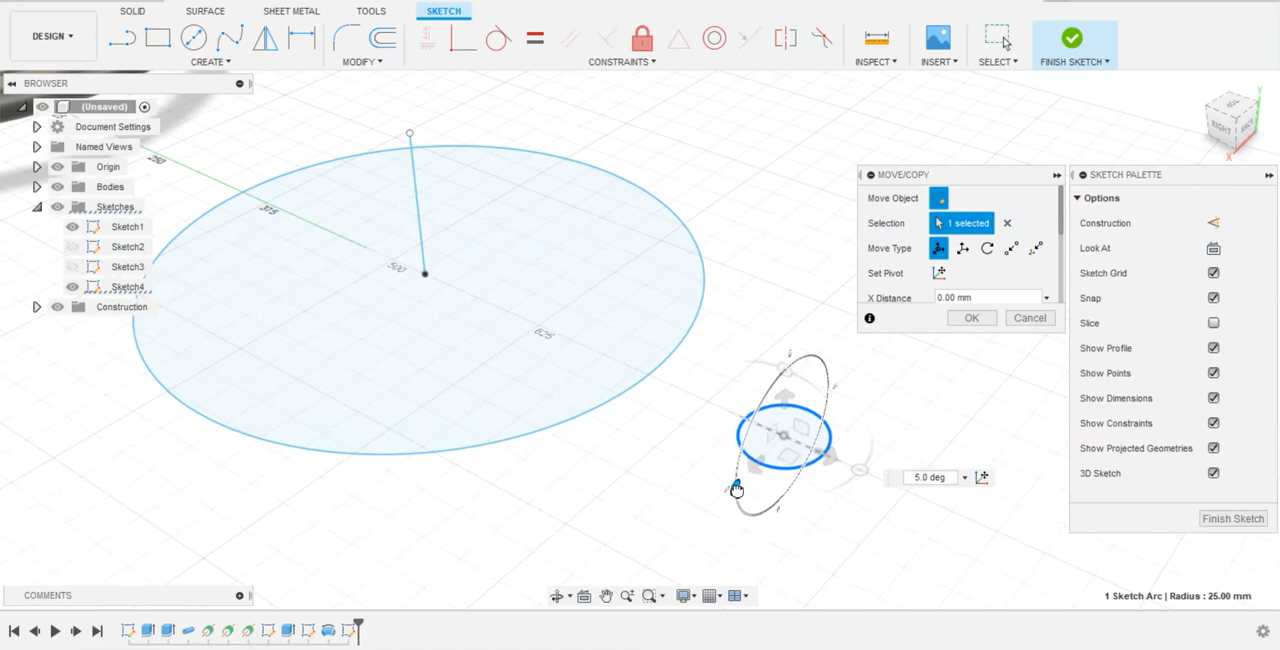 SOLID SURFACE SHEET METAL TOOLS SKETCH
DESIGN
CREATE MODIFY CONSTRAINTS INSPECT INSERT SELECT FINISH SKETCH
BROWSER
(Unsaved)
Document Settings
Named Views
Origin
Bodies
Sketches
Sketch1
Sketch2
Sketch3
Sketch4
Construction
250
375
500
625
RIGHT BACK
Y
X
MOVE/COPY
Move Object
Selection 1 selected
Move Type
Set Pivot
X Distance 0.00 mm
OK Cancel
SKETCH PALETTE
Options
Construction
Look At
Sketch Grid
Snap
Slice
Show Profile
Show Points
Show Dimensions
Show Constraints
Show Projected Geometries
3D Sketch
Finish Sketch
5.0 deg
COMMENTS
1 Sketch Arc | Radius : 25.00 mm